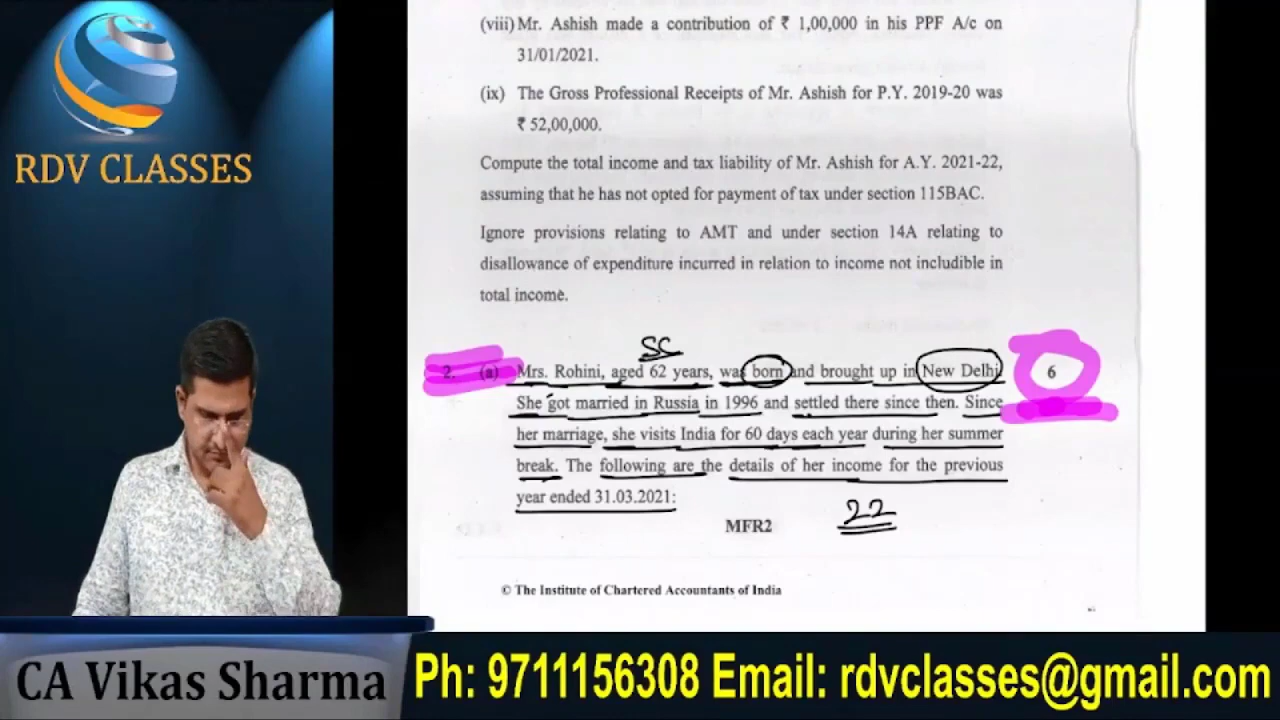 (viii) Mr. Ashish made a contribution of ₹ 1,00,000 in his PPF A/c on
31/01/2021.
(ix) The Gross Professional Receipts of Mr. Ashish for P.Y. 2019-20 was
₹ 52,00,000.
RDV CLASSES
Compute the total income and tax liability of Mr. Ashish for A.Y. 2021-22,
assuming that he has not opted for payment of tax under section 115BAC.
Ignore provisions relating to AMT and under section 14A relating to
disallowance of expenditure incurred in relation to income not includible in
total income.
SC
2. (a) Mrs. Rohini, aged 62 years, was born and brought up in New Delhi. 6
She got married in Russia in 1996 and settled there since then. Since
her marriage, she visits India for 60 days each year during her summer
break. The following are the details of her income for the previous
year ended 31.03.2021:
22
MFR2
© The Institute of Chartered Accountants of India
CA Vikas Sharma
Ph: 9711156308 Email: rdvclasses@gmail.com